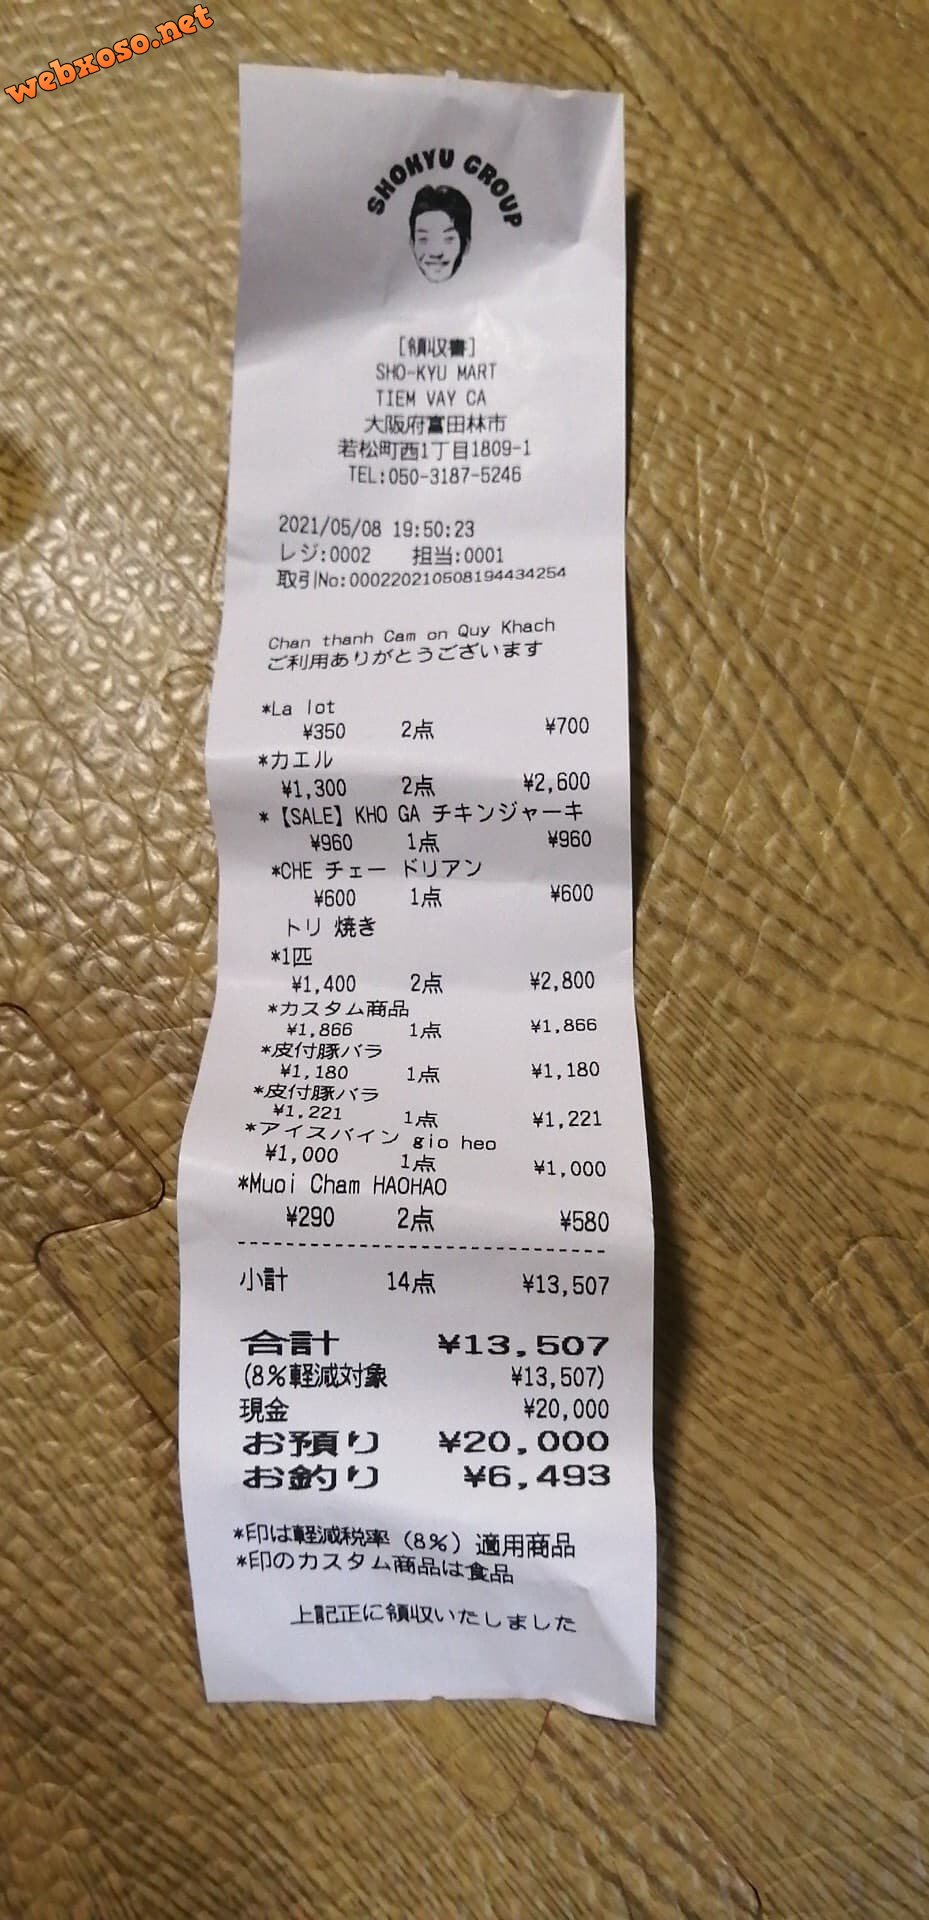 webxoso.net
SHOKYU GROUP
[領収書]
SHO-KYU MART
TIEM VAY CA
大阪府富田林市
若松町西1丁目1809-1
TEL:050-3187-5246
2021/05/08 19:50:23
レジ:0002 担当:0001
取引No:00022021050819443​4254
Chan thanh Cam on Quy Khach
ご利用ありがとうございます
*La lot
¥350 2点 ¥700
*カエル
¥1,300 2点 ¥2,600
*【SALE】KHO GA チキンジャーキ
¥960 1点 ¥960
*CHE チェー ドリアン
¥600 1点 ¥600
トリ 焼き
*1匹
¥1,400 2点 ¥2,800
*カスタム商品
¥1,866 1点 ¥1,866
*皮付豚バラ
¥1,180 1点 ¥1,180
*皮付豚バラ
¥1,221 1点 ¥1,221
*アイスバイン gio heo
¥1,000 1点 ¥1,000
*Muoi Cham HAOHAO
¥290 2点 ¥580
小計 14点 ¥13,507
合計 ¥13,507
(8%軽減対象 ¥13,507)
現金 ¥20,000
お預り ¥20,000
お釣り ¥6,493
*印は軽減税率(8%)適用商品
*印のカスタム商品は食品
上記正に領収いたしました